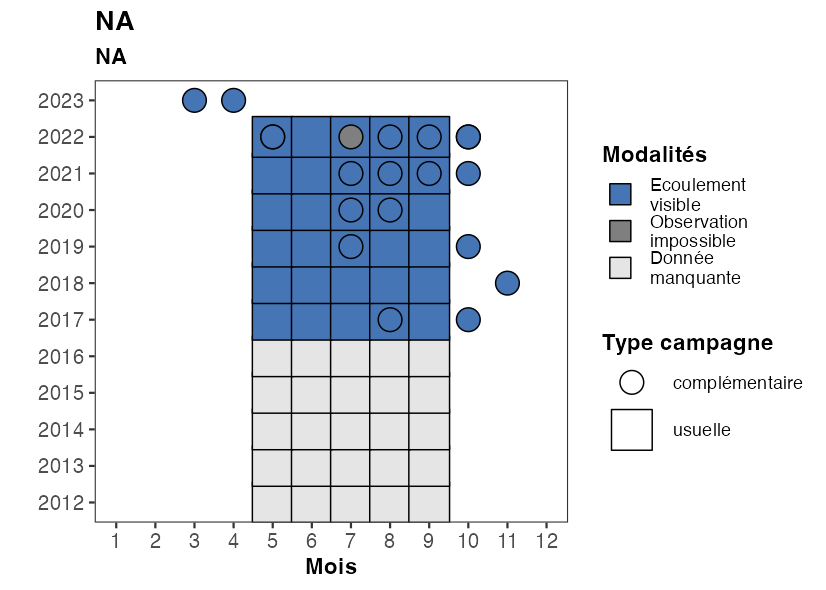 NA
NA
2023
2022
2021
2020
2019
2018
2017
2016
2015
2014
2013
2012
1 2 3 4 5 6 7 8 9 10 11 12
Mois
Modalités
Ecoulement
visible
Observation
impossible
Donnée
manquante
Type campagne
complémentaire
usuelle